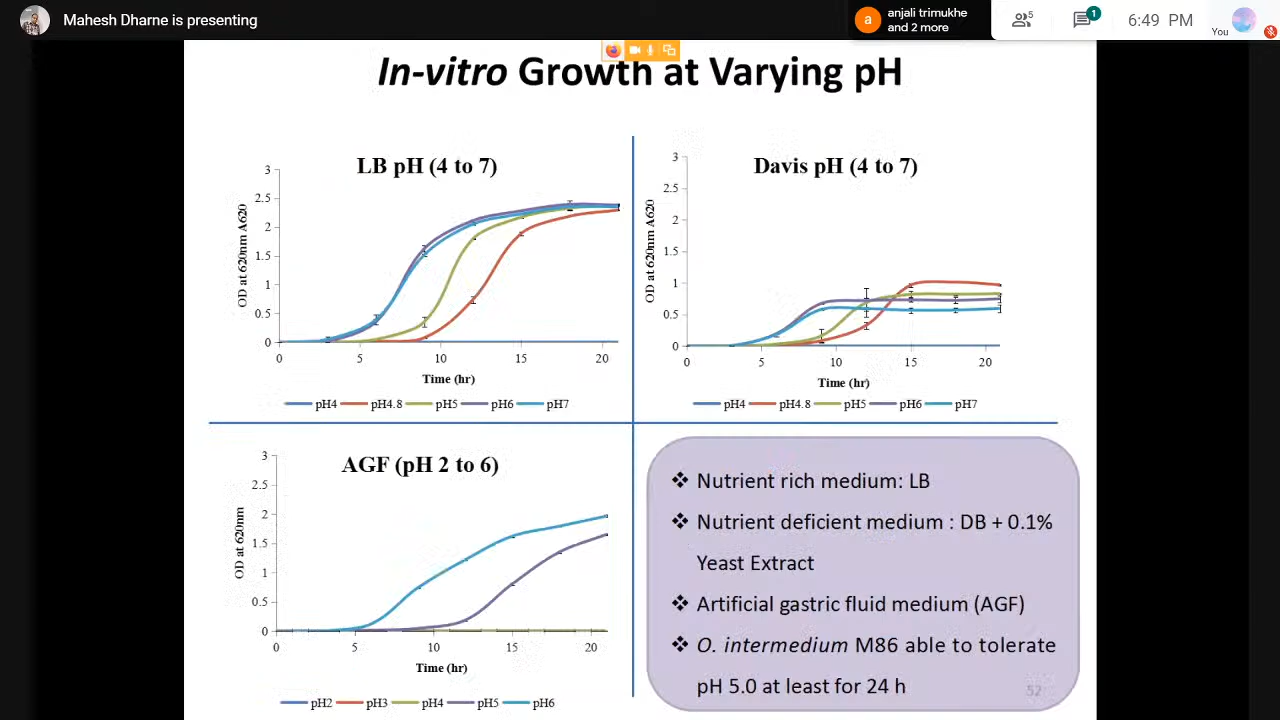 Mahesh Dharne is presenting
a
anjali trimukhe
and 2 more
5
1
6:49 PM
You
In-vitro Growth at Varying pH
LB pH (4 to 7)
OD at 620nm A620
3
2.5
2
1.5
1
0.5
0
0 5 10 15 20
Time (hr)
pH4 pH4.8 pH5 pH6 pH7
Davis pH (4 to 7)
OD at 620nm A620
3
2.5
2
1.5
1
0.5
0
0 5 10 15 20
Time (hr)
pH4 pH4.8 pH5 pH6 pH7
AGF (pH 2 to 6)
OD at 620nm
3
2.5
2
1.5
1
0.5
0
0 5 10 15 20
Time (hr)
pH2 pH3 pH4 pH5 pH6
❖ Nutrient rich medium: LB
❖ Nutrient deficient medium : DB + 0.1%
Yeast Extract
❖ Artificial gastric fluid medium (AGF)
❖ O. intermedium M86 able to tolerate
pH 5.0 at least for 24 h
52